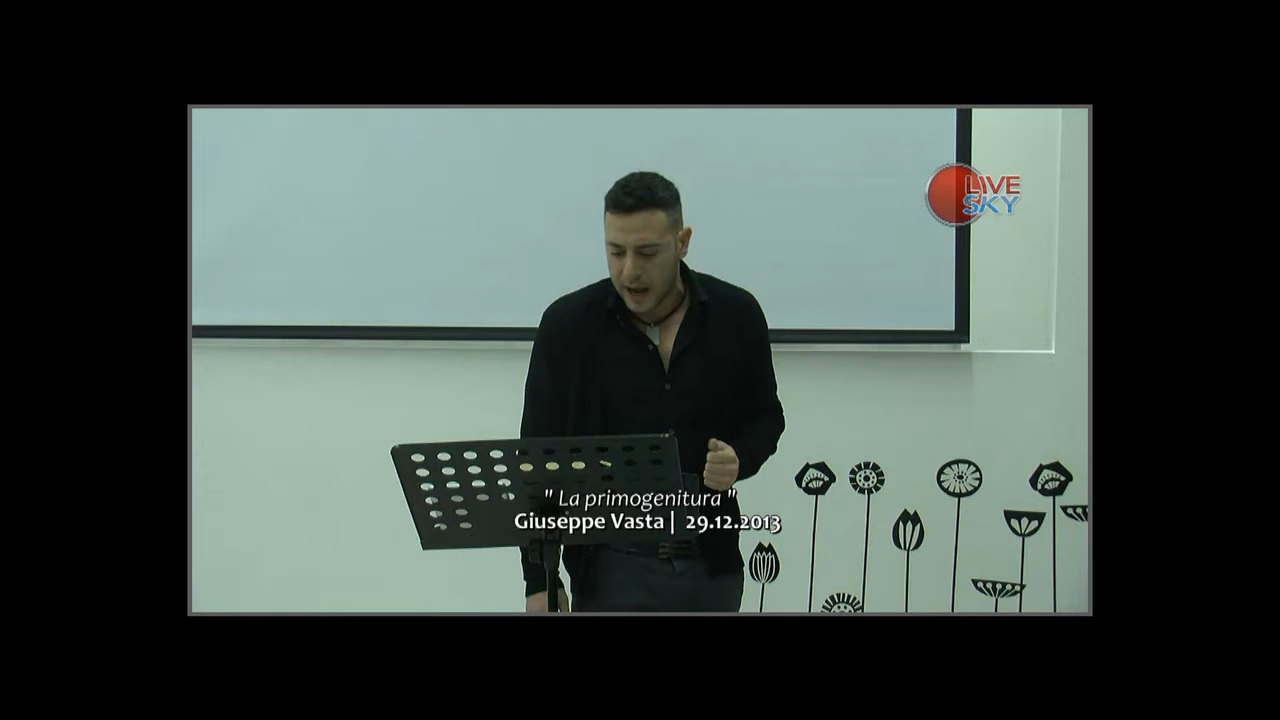 LIVE
SKY
" La primogenitura "
Giuseppe Vasta | 29.12.2013